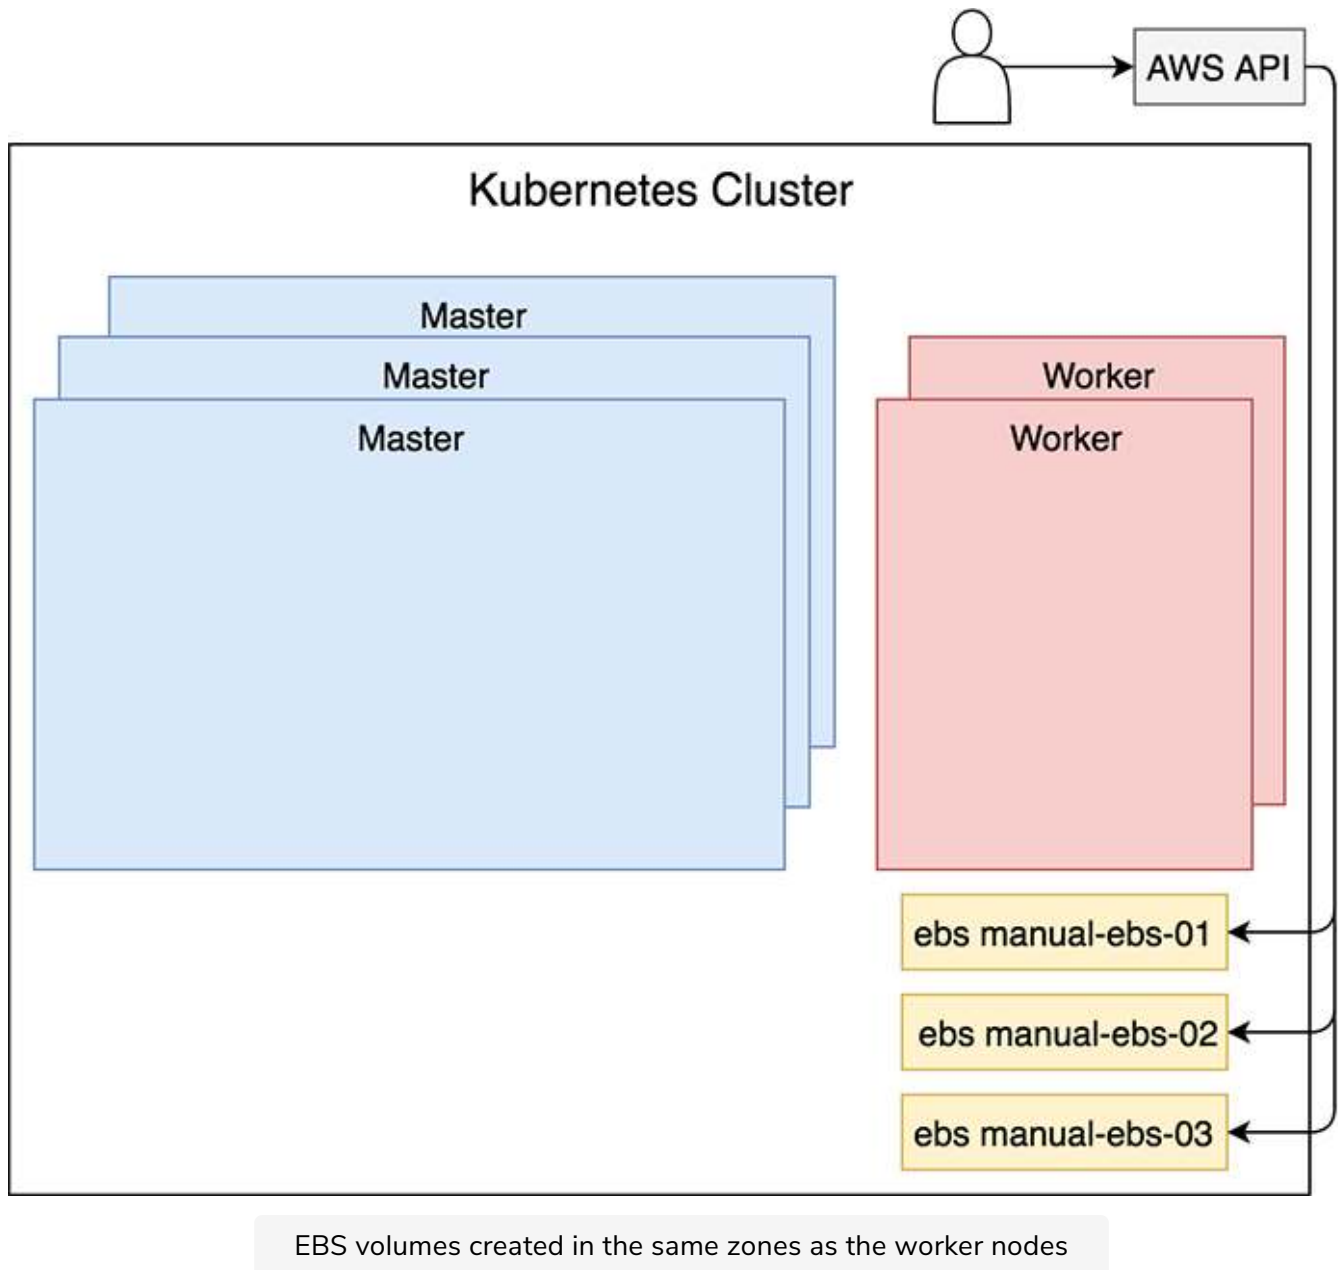 AWS API
Kubernetes Cluster
Master
Master
Master
Worker
Worker
ebs manual-ebs-01
ebs manual-ebs-02
ebs manual-ebs-03
EBS volumes created in the same zones as the worker nodes